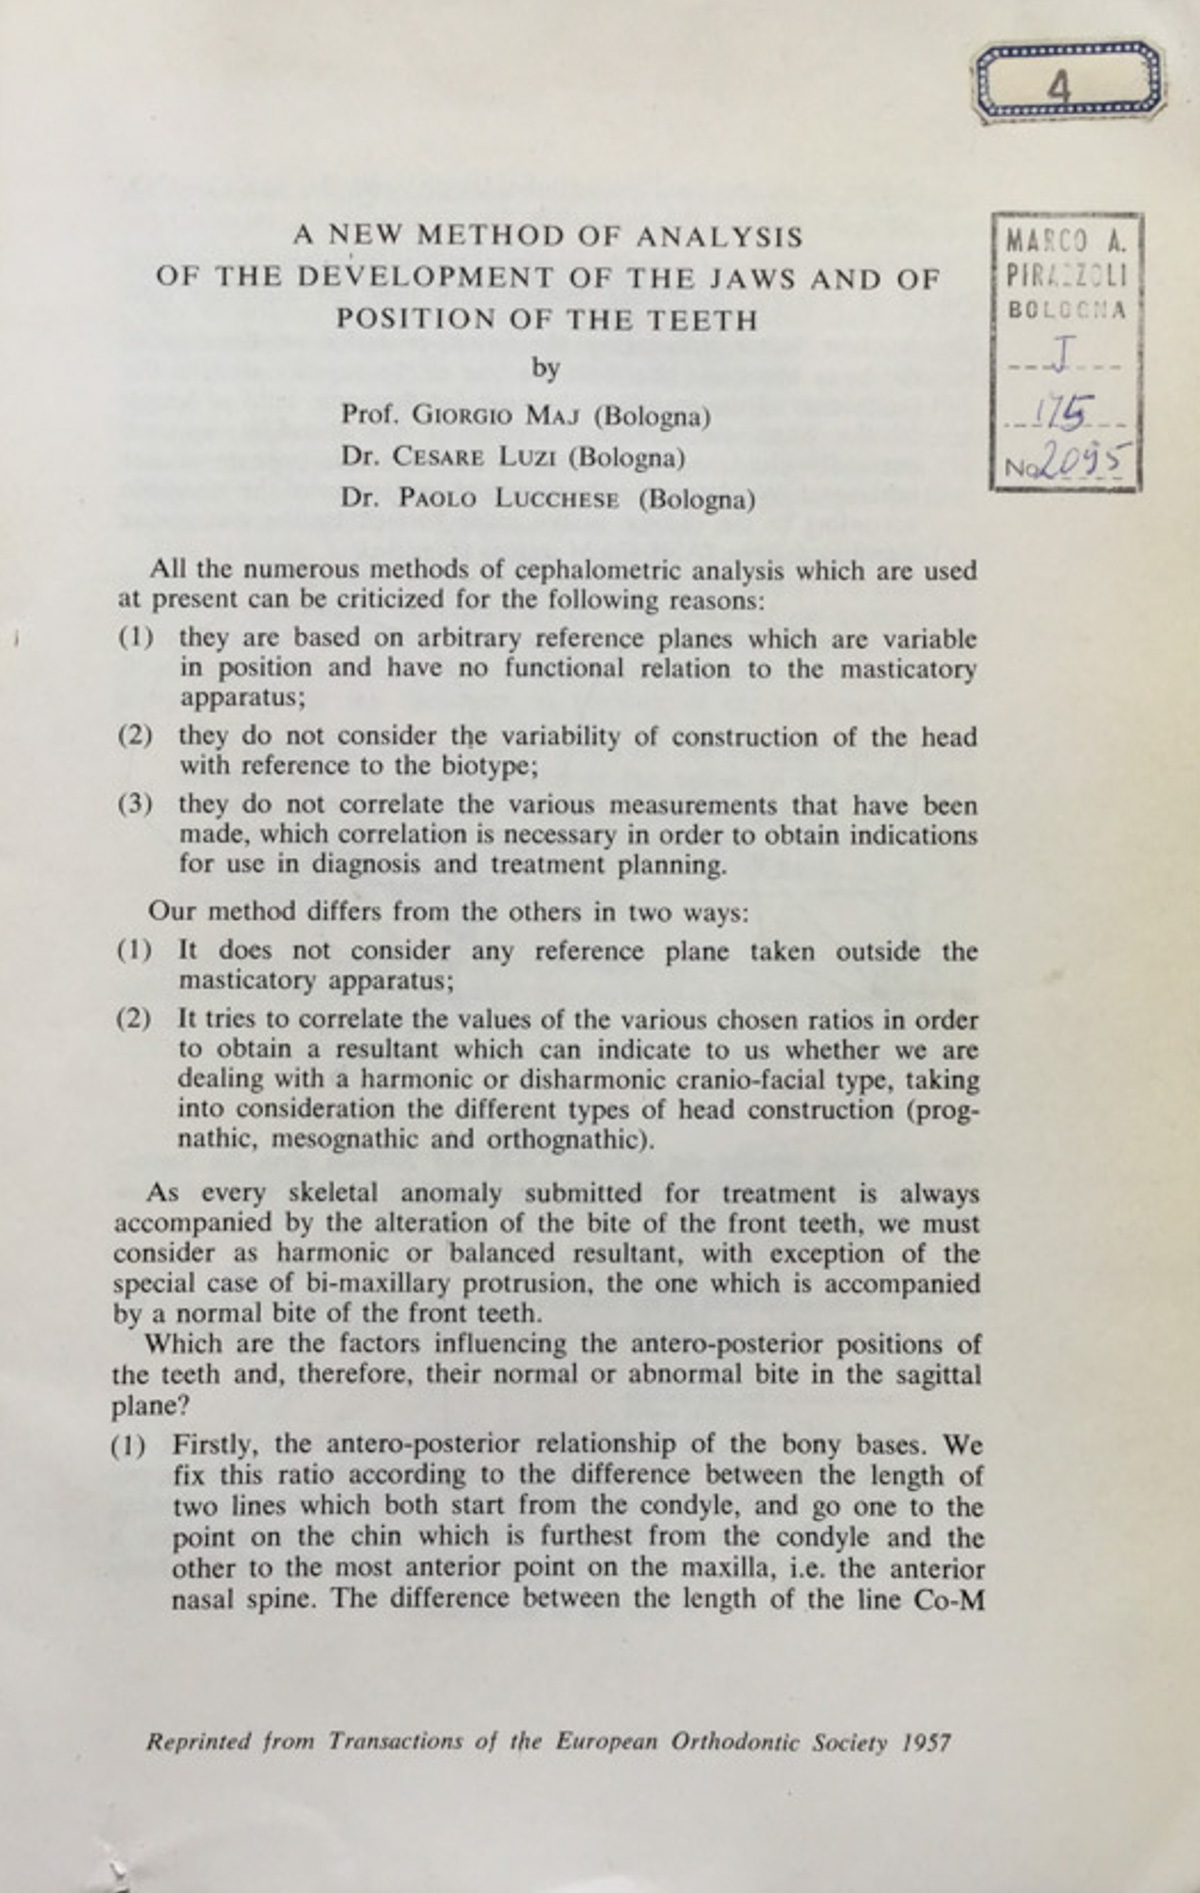 4
A NEW METHOD OF ANALYSIS
OF THE DEVELOPMENT OF THE JAWS AND OF
POSITION OF THE TEETH
by
Prof. GIORGIO MAJ (Bologna)
Dr. CESARE LUZI (Bologna)
Dr. PAOLO LUCCHESE (Bologna)
MARCO A.
PIRAZZOLI
BOLOGNA
J
175
No 2095
All the numerous methods of cephalometric analysis which are used
at present can be criticized for the following reasons:
(1) they are based on arbitrary reference planes which are variable
in position and have no functional relation to the masticatory
apparatus;
(2) they do not consider the variability of construction of the head
with reference to the biotype;
(3) they do not correlate the various measurements that have been
made, which correlation is necessary in order to obtain indications
for use in diagnosis and treatment planning.
Our method differs from the others in two ways:
(1) It does not consider any reference plane taken outside the
masticatory apparatus;
(2) It tries to correlate the values of the various chosen ratios in order
to obtain a resultant which can indicate to us whether we are
dealing with a harmonic or disharmonic cranio-facial type, taking
into consideration the different types of head construction (prog-
nathic, mesognathic and orthognathic).
As every skeletal anomaly submitted for treatment is always
accompanied by the alteration of the bite of the front teeth, we must
consider as harmonic or balanced resultant, with exception of the
special case of bi-maxillary protrusion, the one which is accompanied
by a normal bite of the front teeth.
Which are the factors influencing the antero-posterior positions of
the teeth and, therefore, their normal or abnormal bite in the sagittal
plane?
(1) Firstly, the antero-posterior relationship of the bony bases. We
fix this ratio according to the difference between the length of
two lines which both start from the condyle, and go one to the
point on the chin which is furthest from the condyle and the
other to the most anterior point on the maxilla, i.e. the anterior
nasal spine. The difference between the length of the line Co-M
Reprinted from Transactions of the European Orthodontic Society 1957